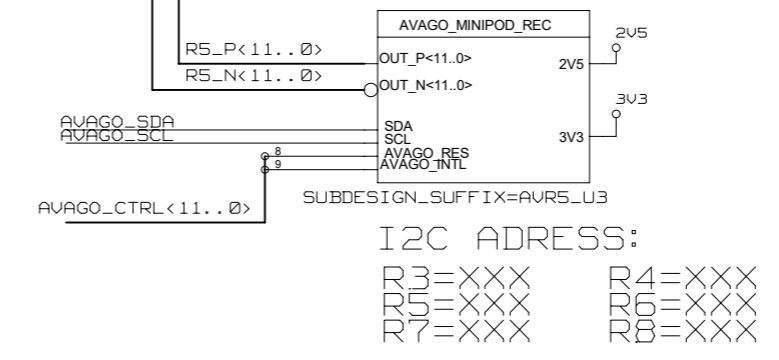 AVAGO_MINIPOD_REC
2V5
R5_P<11..0>
OUT_P<11..0>
2V5
R5_N<11..0>
OUT_N<11..0>
3V3
AVAGO_SDA
SDA
3V3
AVAGO_SCL
SCL
8
AVAGO_RES
9
AVAGO_INTL
SUBDESIGN_SUFFIX=AVR5_U3
AVAGO_CTRL<11..0>
I2C ADRESS:
R3=XXX R4=XXX
R5=XXX R6=XXX
R7=XXX R8=XXX